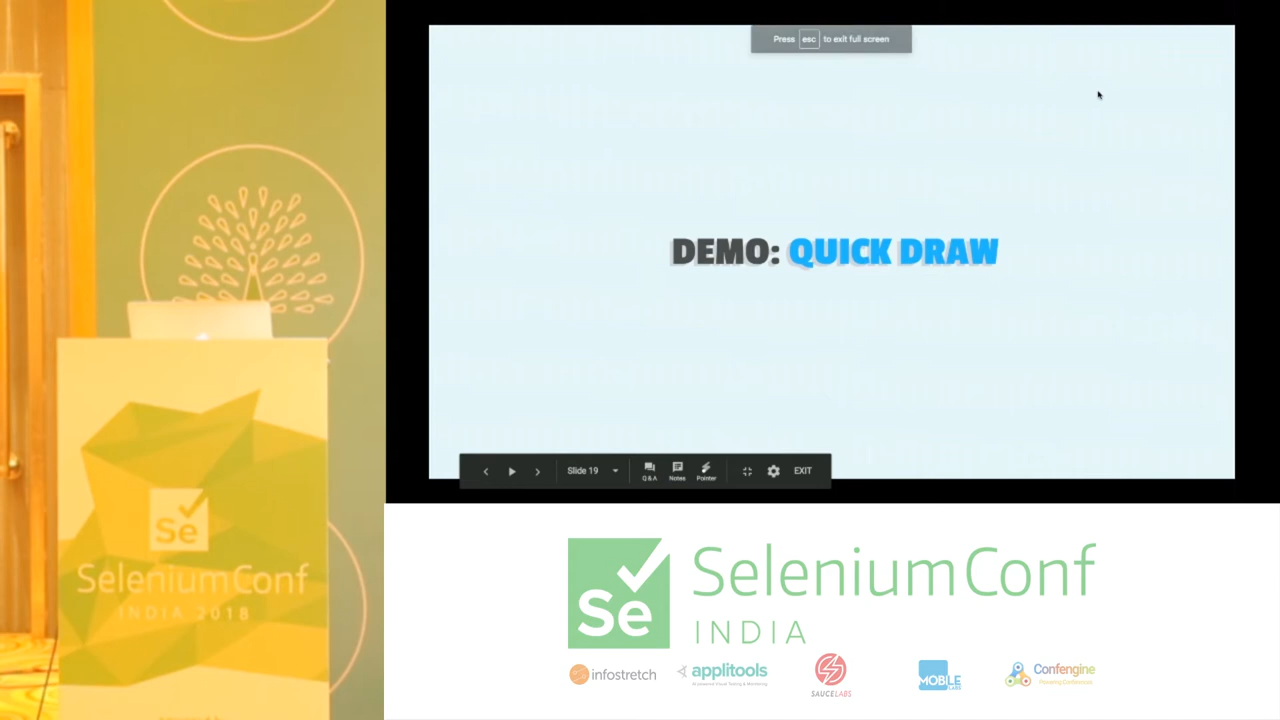 Press esc to exit full screen
DEMO: QUICK DRAW
Slide 19
Q&A
Notes
Pointer
EXIT
Se
SeleniumConf
INDIA 2018
Se
SeleniumConf
INDIA
infostretch
applitools
SAUCELABS
MOBILE
LABS
Confengine